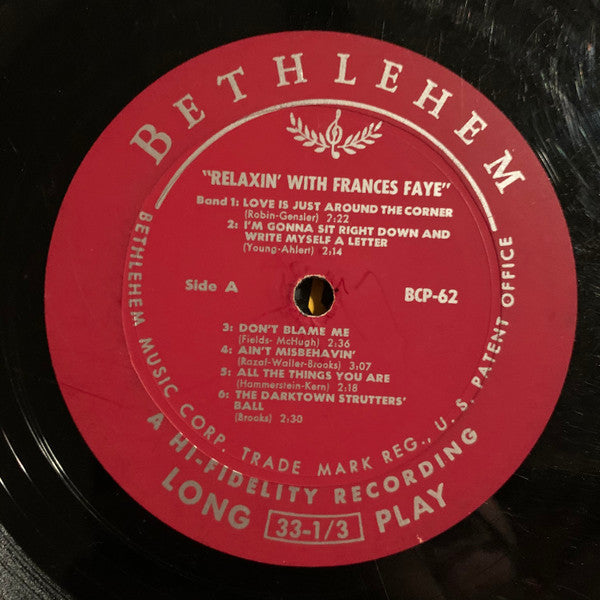 BETHLEHEM
"RELAXIN' WITH FRANCES FAYE"
Band 1: LOVE IS JUST AROUND THE CORNER
(Robin-Gensler) 2:22
2: I'M GONNA SIT RIGHT DOWN AND
WRITE MYSELF A LETTER
(Young-Ahlert) 2:14
Side A
BCP-62
3: DON'T BLAME ME
(Fields- McHugh) 2:36
4: AIN'T MISBEHAVIN'
(Razaf-Waller-Brooks) 3:07
5: ALL THE THINGS YOU ARE
(Hammerstein-Kern) 2:18
6: THE DARKTOWN STRUTTERS'
BALL
(Brooks) 2:30
BETHLEHEM MUSIC CORP. TRADE MARK REG., U. S. PATENT OFFICE
A HI-FIDELITY RECORDING
LONG 33-1/3 PLAY